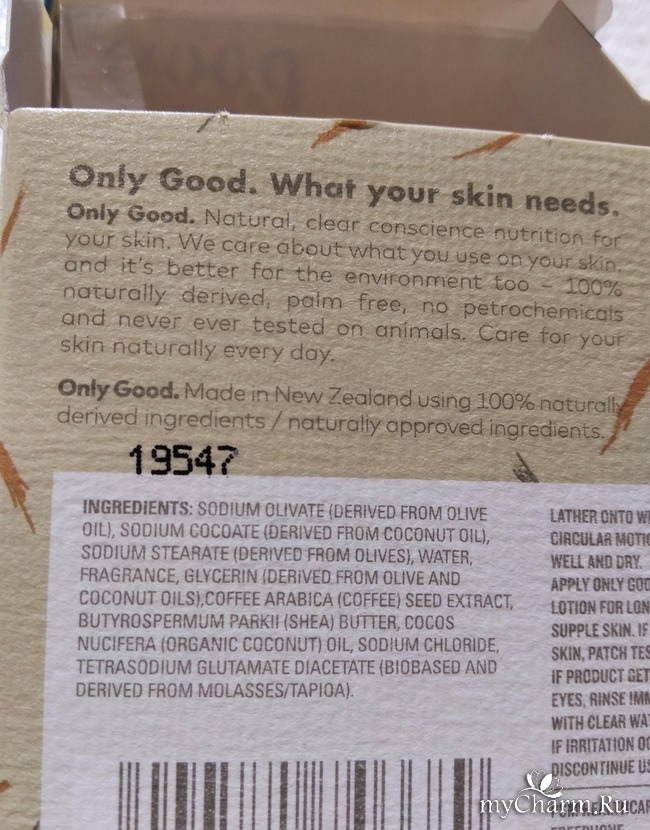 Only Good. What your skin needs.
Only Good. Natural, clear conscience nutrition for
your skin. We care about what you use on your skin,
and it's better for the environment too – 100%
naturally derived, palm free, no petrochemicals
and never ever tested on animals. Care for your
skin naturally every day.
Only Good. Made in New Zealand using 100% naturally
derived ingredients / naturally approved ingredients.
19547
INGREDIENTS: SODIUM OLIVATE (DERIVED FROM OLIVE
OIL), SODIUM COCOATE (DERIVED FROM COCONUT OIL),
SODIUM STEARATE (DERIVED FROM OLIVES), WATER,
FRAGRANCE, GLYCERIN (DERIVED FROM OLIVE AND
COCONUT OILS),COFFEE ARABICA (COFFEE) SEED EXTRACT,
BUTYROSPERMUM PARKII (SHEA) BUTTER, COCOS
NUCIFERA (ORGANIC COCONUT) OIL, SODIUM CHLORIDE,
TETRASODIUM GLUTAMATE DIACETATE (BIOBASED AND
DERIVED FROM MOLASSES/TAPIOA).
LATHER ONTO
CIRCULAR
WELL AND DRY.
APPLY ONLY
LOTION FOR
SUPPLE SKIN. IF
SKIN, PATCH
IF PRODUCT
EYES, RINSE
WITH CLEAR
IF IRRITATION
DISCONTINUE
myCharm.Ru